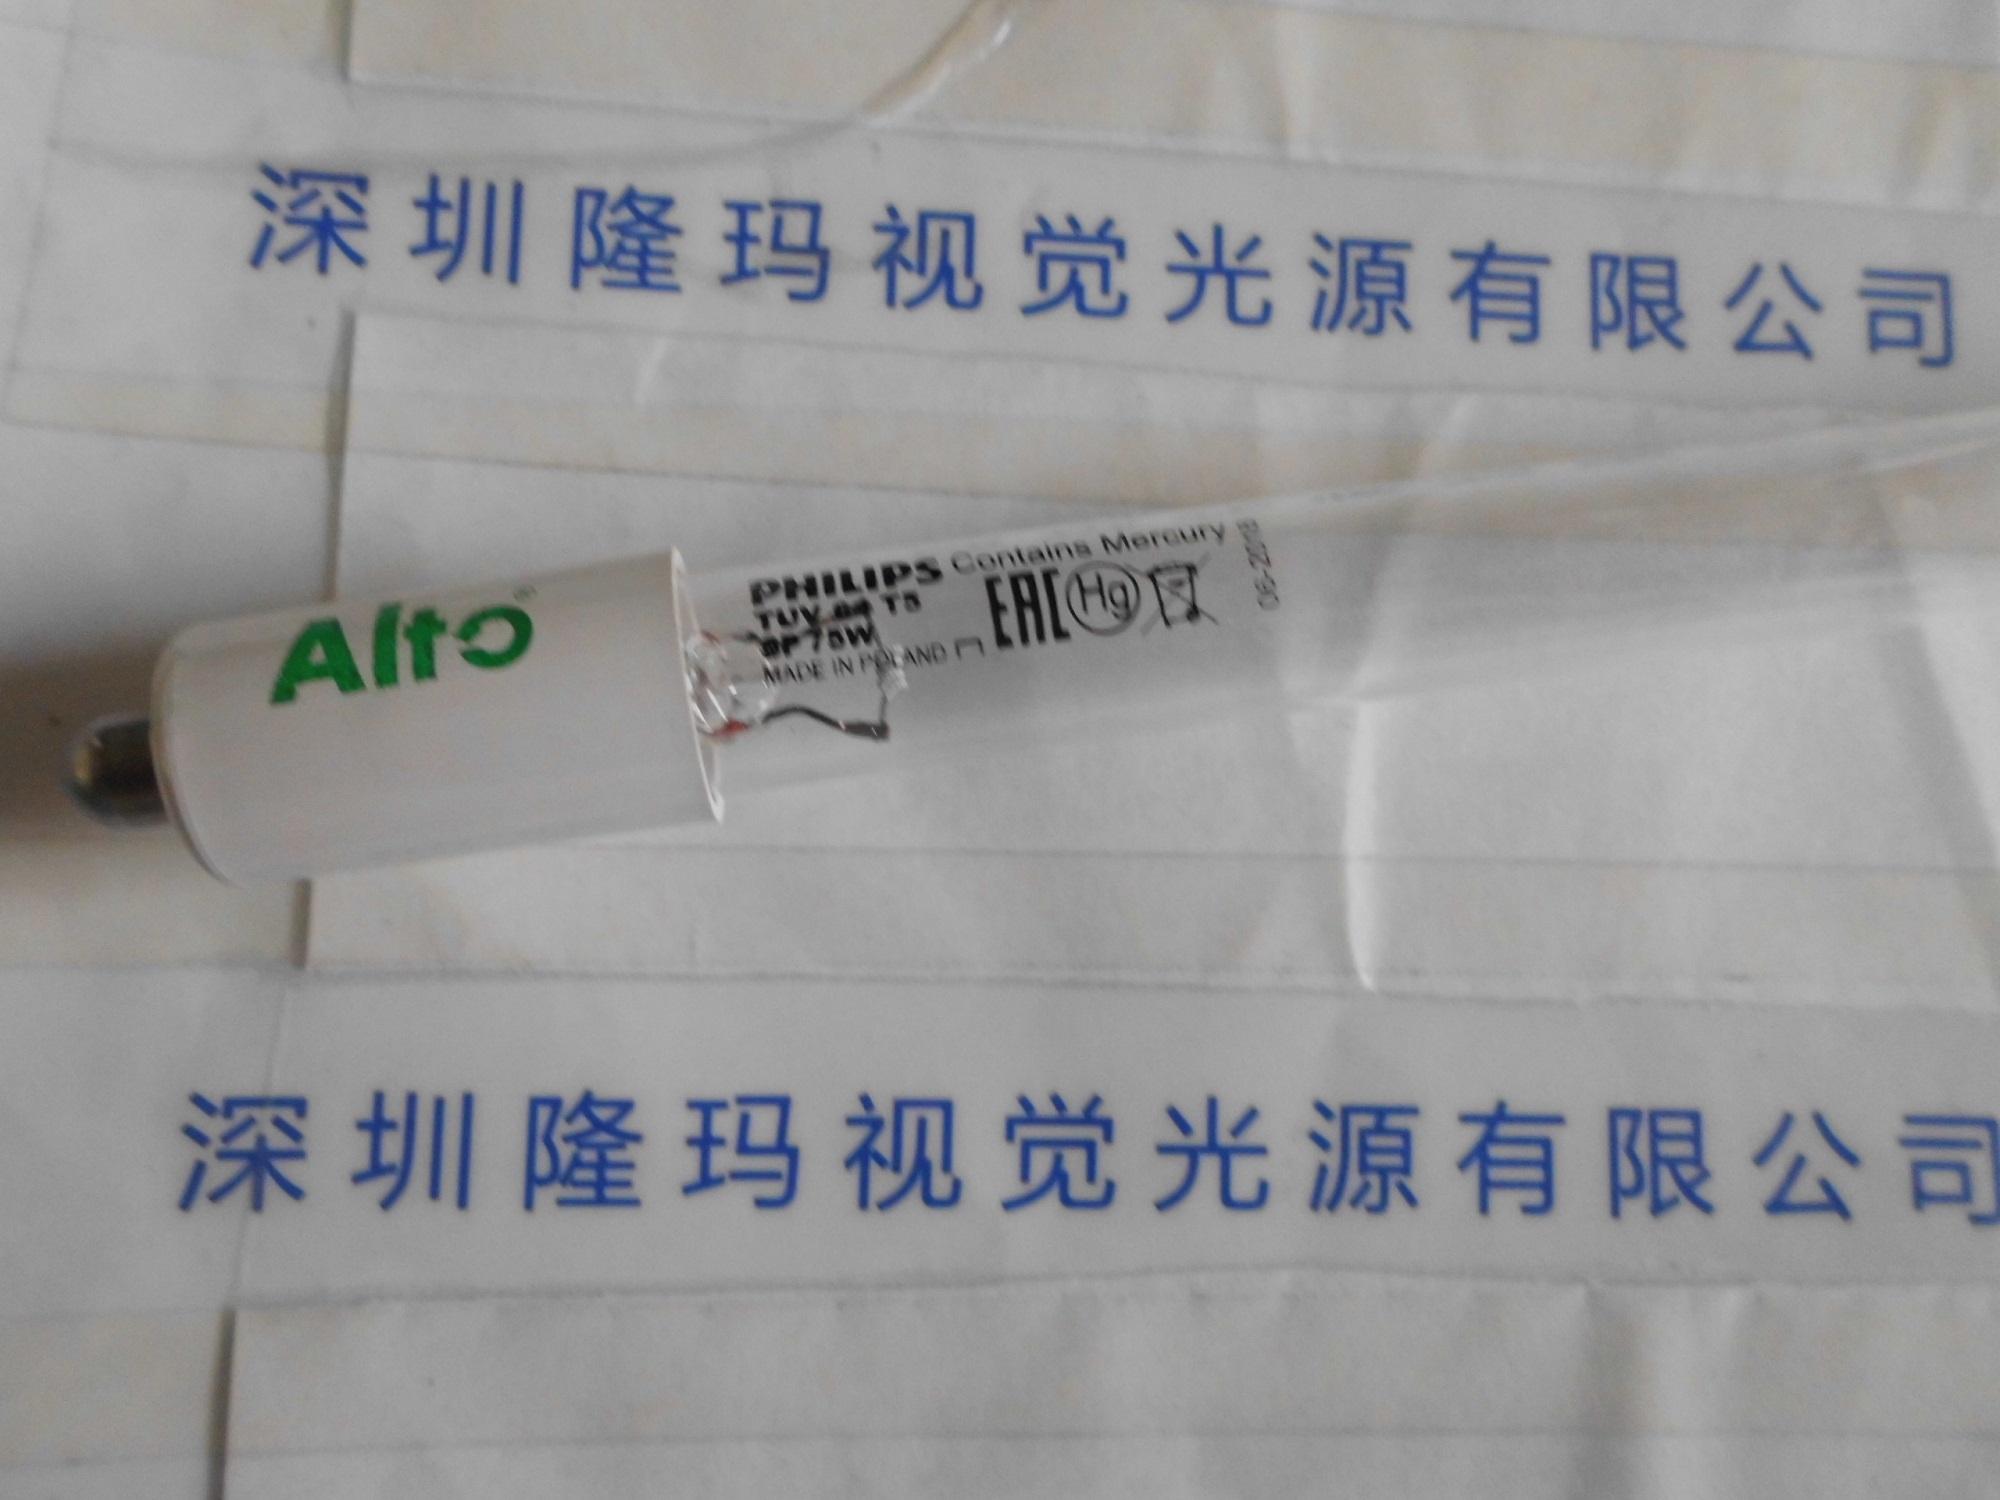 深圳隆玛视觉光源有限公司
Alto®
PHILIPS Contains Mercury
TUV 64 T5
SP 75W
MADE IN POLAND
EAC Hg
06-2018
深圳隆玛视觉光源有限公司